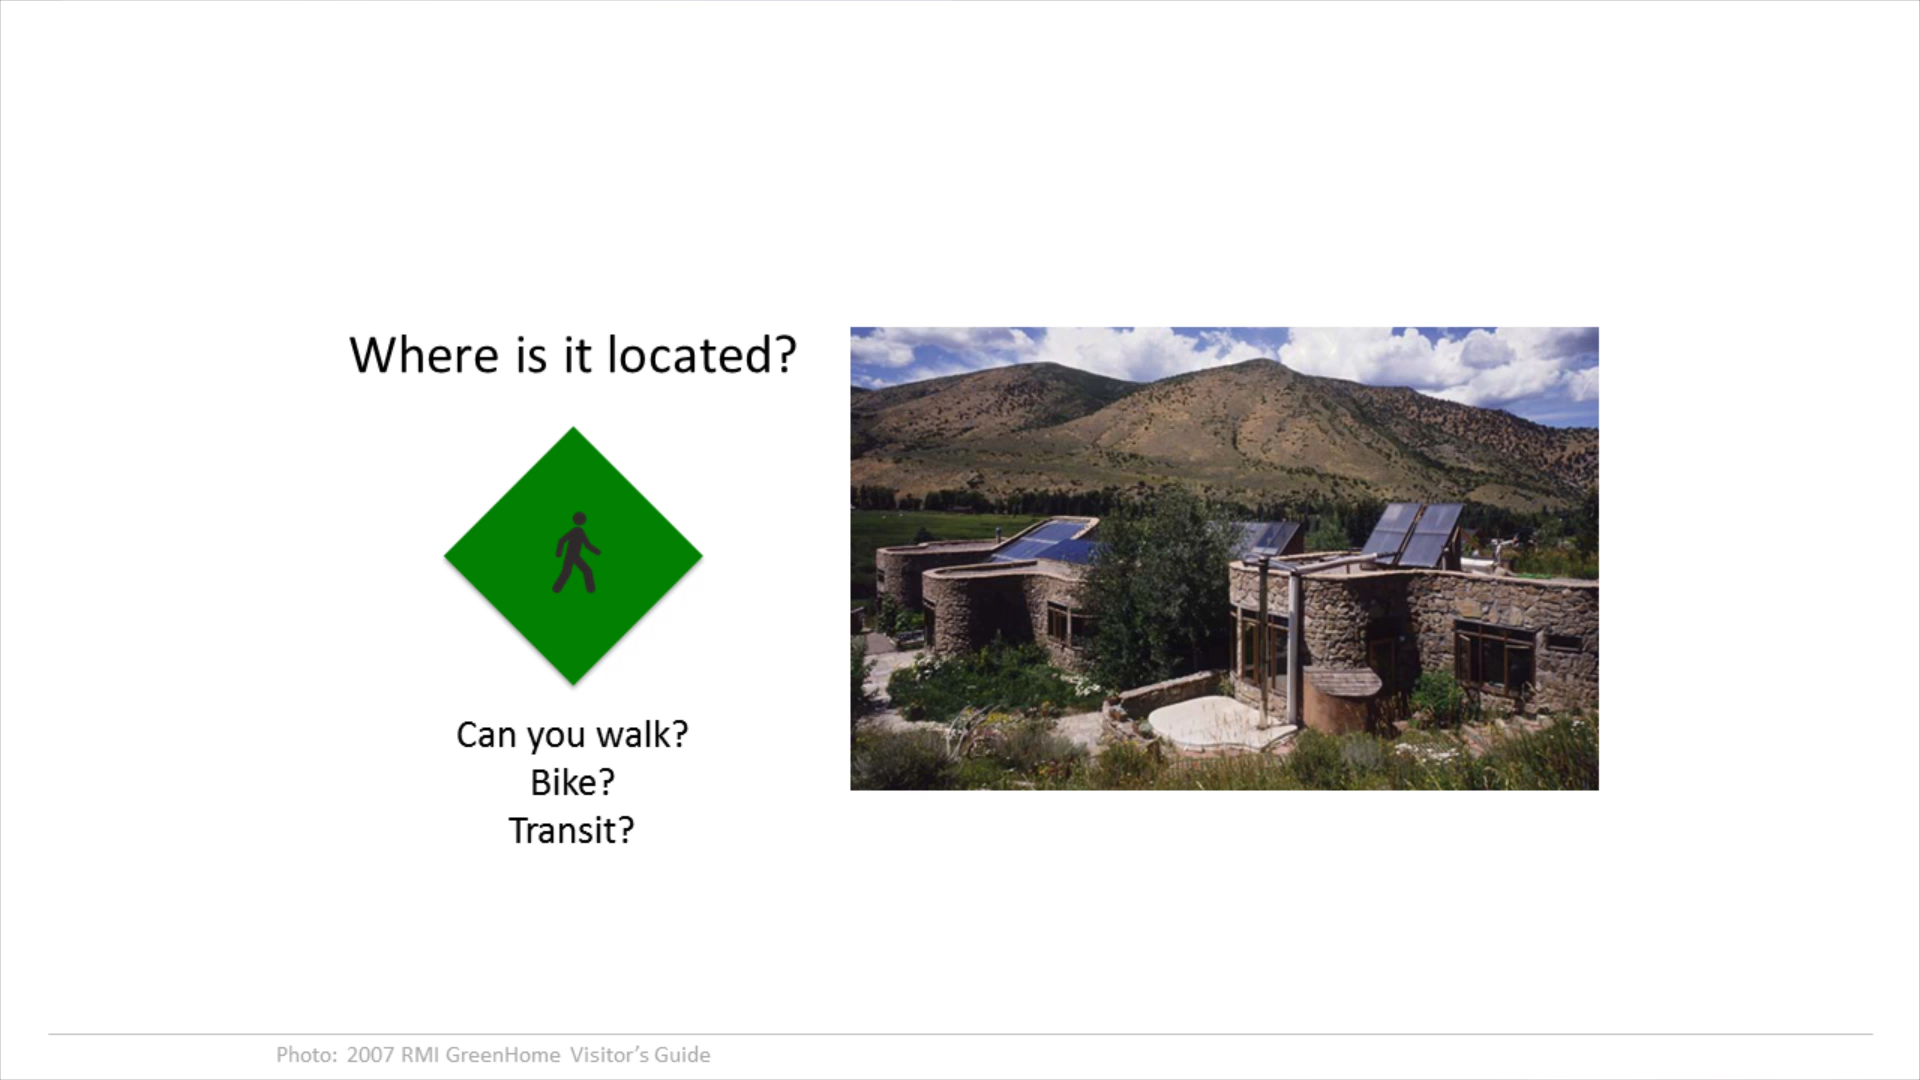 Where is it located?
Can you walk?
Bike?
Transit?
Photo: 2007 RMI GreenHome Visitor's Guide